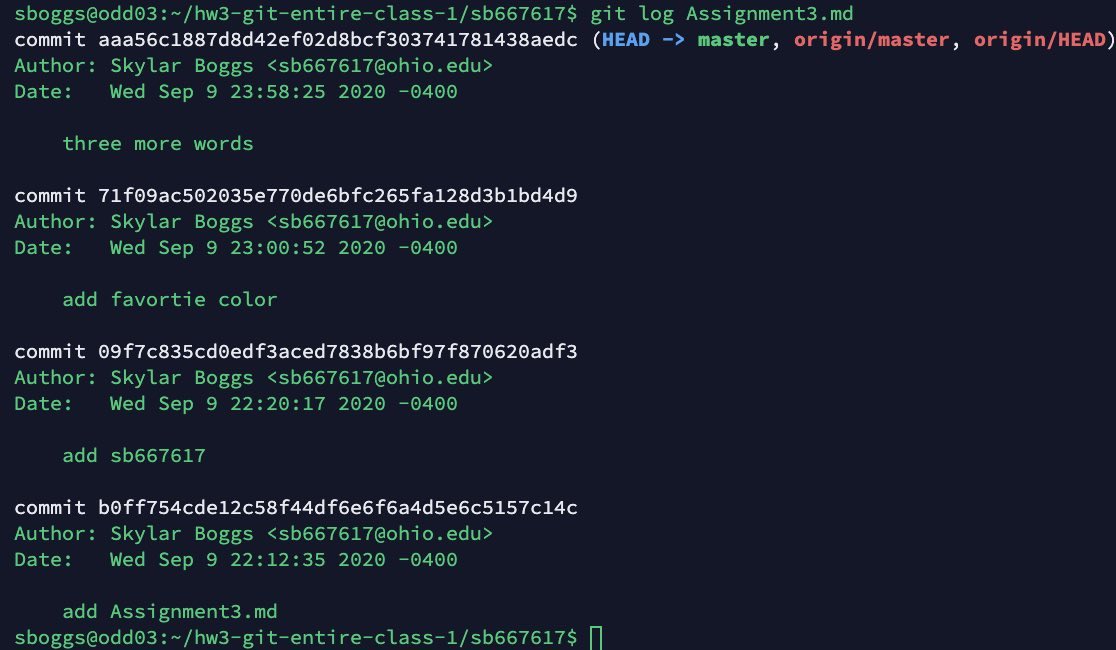 sboggs@odd03:~/hw3-git-entire-class-1/sb667617$ git log Assignment3.md
commit aaa56c1887d8d42ef02d8bcf303741781438aedc (HEAD -> master, origin/master, origin/HEAD)
Author: Skylar Boggs <sb667617@ohio.edu>
Date:   Wed Sep 9 23:58:25 2020 -0400
    three more words
commit 71f09ac502035e770de6bfc265fa128d3b1bd4d9
Author: Skylar Boggs <sb667617@ohio.edu>
Date:   Wed Sep 9 23:00:52 2020 -0400
    add favortie color
commit 09f7c835cd0edf3aced7838b6bf97f870620adf3
Author: Skylar Boggs <sb667617@ohio.edu>
Date:   Wed Sep 9 22:20:17 2020 -0400
    add sb667617
commit b0ff754cde12c58f44df6e6f6a4d5e6c5157c14c
Author: Skylar Boggs <sb667617@ohio.edu>
Date:   Wed Sep 9 22:12:35 2020 -0400
    add Assignment3.md
sboggs@odd03:~/hw3-git-entire-class-1/sb667617$